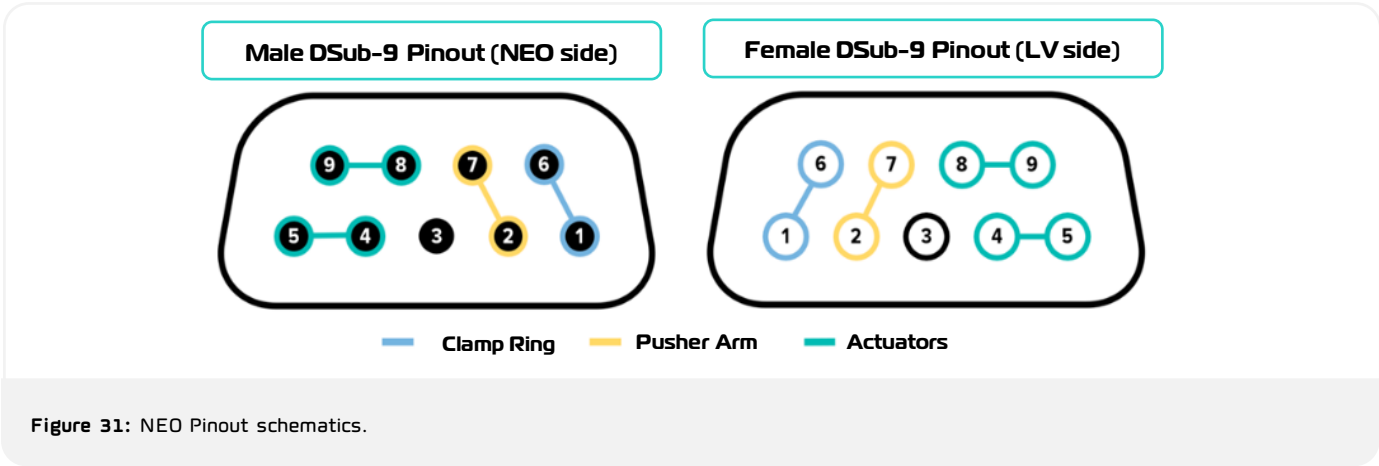 Male DSub-9 Pinout (NEO side)
Female DSub-9 Pinout (LV side)
9 8 7 6
5 4 3 2 1
6 7 8 9
1 2 3 4 5
Clamp Ring
Pusher Arm
Actuators
Figure 31: NEO Pinout schematics.